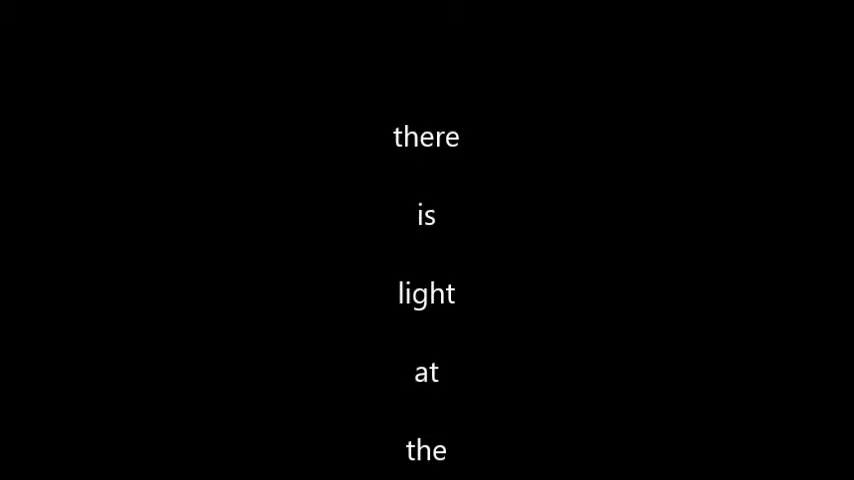 there
is
light
at
the